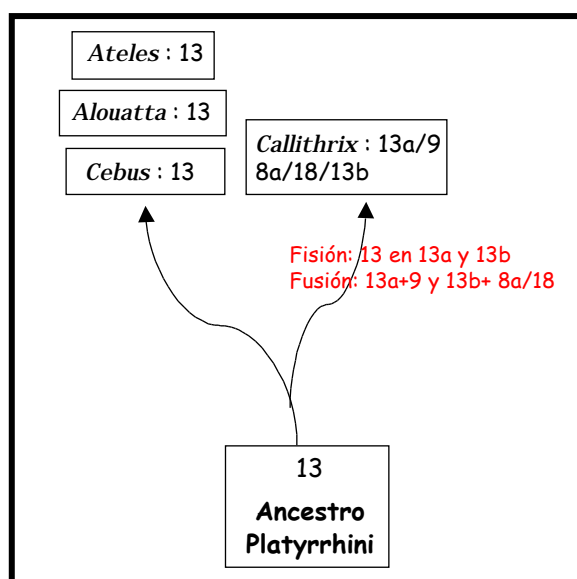 Ateles : 13
Alouatta : 13
Cebus : 13
Callithrix : 13a/9
8a/18/13b
Fisión: 13 en 13a y 13b
Fusión: 13a+9 y 13b+ 8a/18
13
Ancestro
Platyrrhini